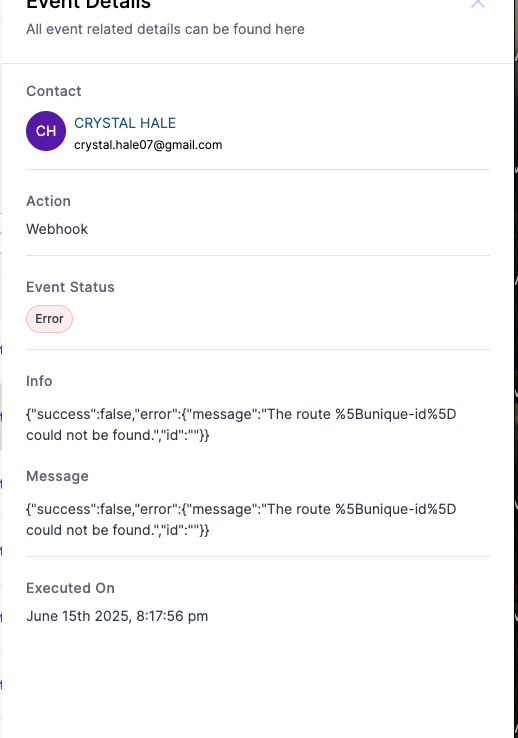 Event Details
All event related details can be found here
Contact
CH
CRYSTAL HALE
crystal.hale07@gmail.com
Action
Webhook
Event Status
Error
Info
{"success":false,"error":{"message":"The route %5Bunique-id%5D
could not be found.","id":""}}
Message
{"success":false,"error":{"message":"The route %5Bunique-id%5D
could not be found.","id":""}}
Executed On
June 15th 2025, 8:17:56 pm